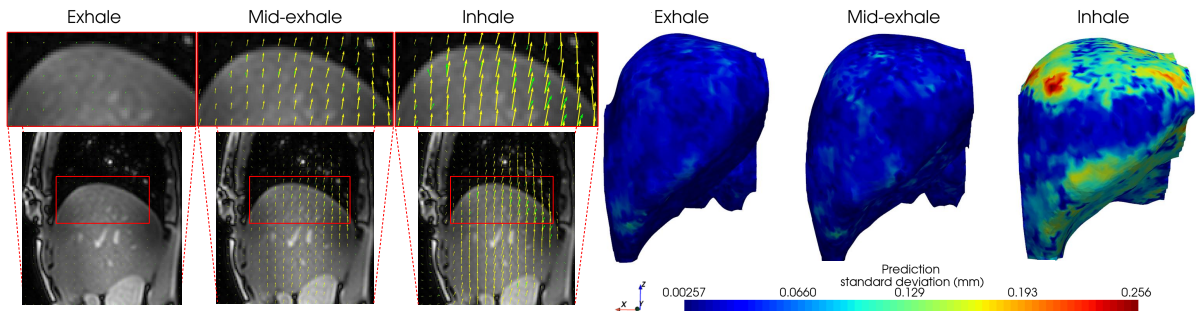 Exhale Mid-exhale Inhale Exhale Mid-exhale Inhale
Prediction
standard deviation (mm)
0.00257 0.0660 0.129 0.193 0.256
X Y Z